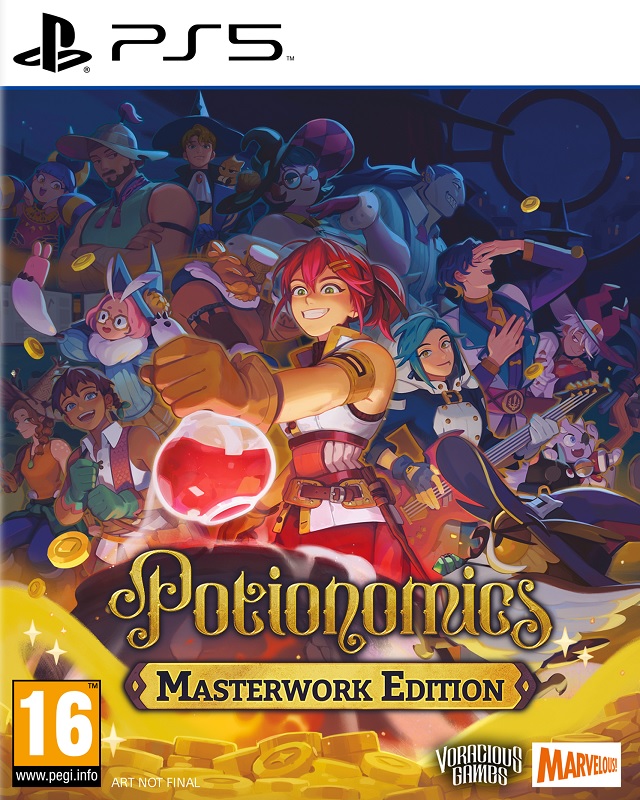 PS5
Potionomics
MASTERWORK EDITION
16
www.pegi.info
ART NOT FINAL
VORACIOUS
GAMES
MARVELOUS!